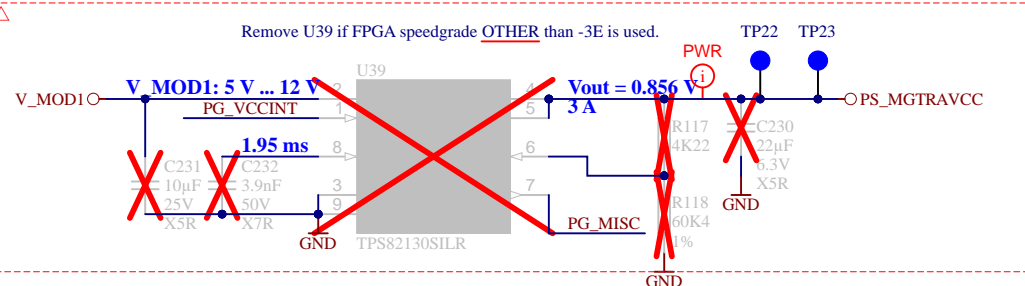 Remove U39 if FPGA speedgrade OTHER than -3E is used.
TP22
TP23
PWR
i
U39
V_MOD1
V_MOD1: 5 V ... 12 V
2
4
Vout = 0.856 V
PS_MGTRAVCC
PG_VCCINT
1
5
3 A
R117
4K22
C230
22µF
6.3V
X5R
1.95 ms
8
6
C231
10µF
25V
X5R
C232
3.9nF
50V
X7R
3
9
7
GND
TPS82130SILR
PG_MISC
R118
60K4
1%
GND
GND